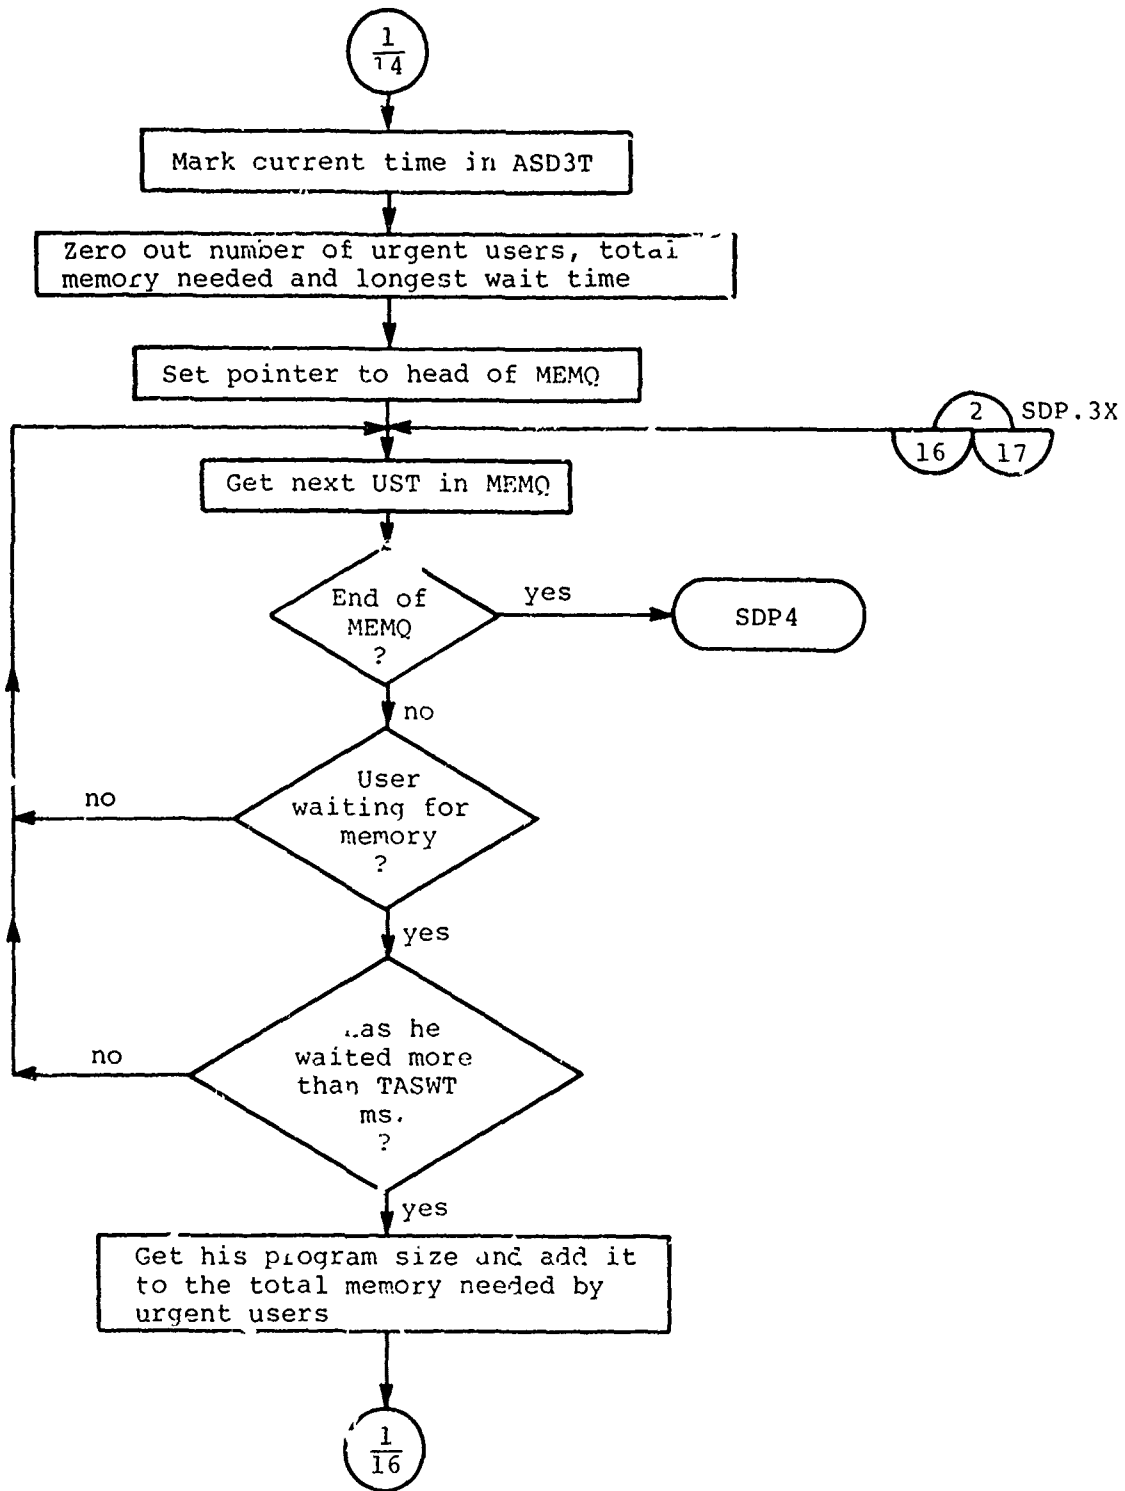 1
14
Mark current time in ASD3T
Zero out number of urgent users, total
memory needed and longest wait time
Set pointer to head of MEMQ
2 SDP.3X
16 17
Get next UST in MEMQ
End of
MEMQ
?
yes
SDP4
no
User
waiting for
memory
?
no
yes
he
waited more
than TASWT
ms.
?
no
yes
Get his program size and add it
to the total memory needed by
urgent users
1
16